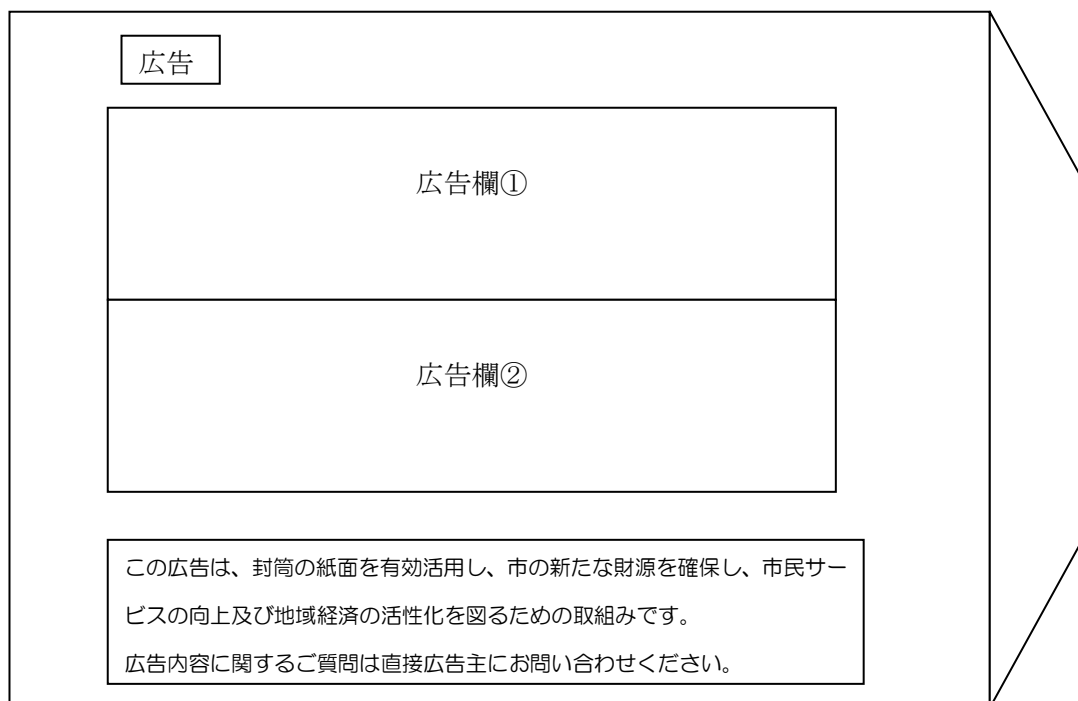 広告
広告欄①
広告欄②
この広告は、封筒の紙面を有効活用し、市の新たな財源を確保し、市民サー
ビスの向上及び地域経済の活性化を図るための取組みです。
広告内容に関するご質問は直接広告主にお問い合わせください。